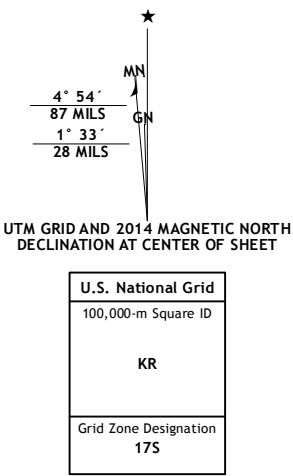 MN
4° 54´
87 MILS
GN
1° 33´
28 MILS
UTM GRID AND 2014 MAGNETIC NORTH
DECLINATION AT CENTER OF SHEET
U.S. National Grid
100,000-m Square ID
KR
Grid Zone Designation
17S